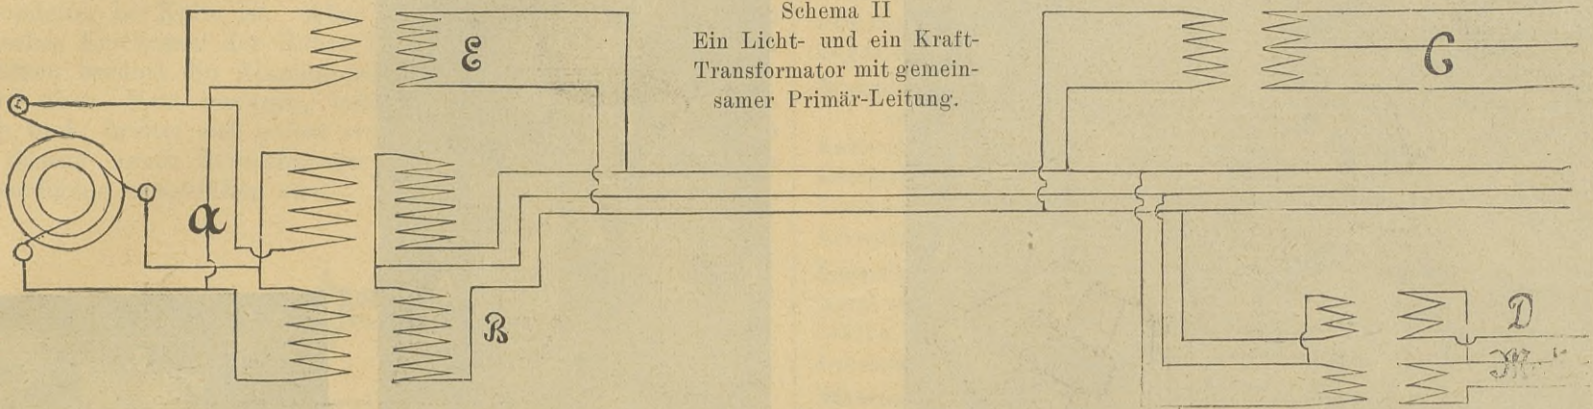 Schema II
Ein Licht- und ein Kraft-
Transformator mit gemein-
samer Primär-Leitung.
E
C
a
B
D